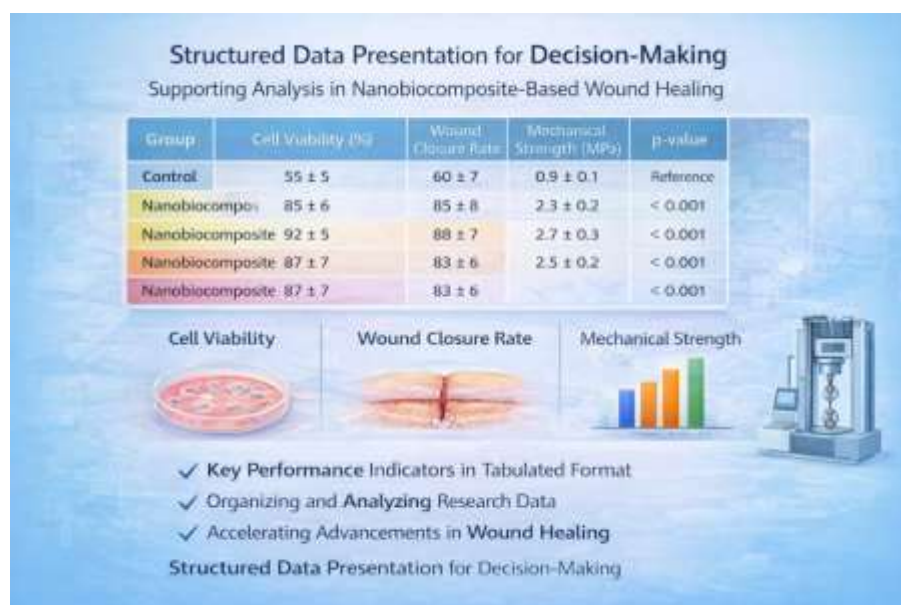 Structured Data Presentation for Decision-Making
Supporting Analysis in Nanobiocomposite-Based Wound Healing
Group Cell Viability (%) Wound Closure Rate Mechanical Strength (MPa) p-value
Control 55 ± 5 60 ± 7 0.9 ± 0.1 Reference
Nanobiocompos 85 ± 6 85 ± 8 2.3 ± 0.2 < 0.001
Nanobiocomposite 92 ± 5 88 ± 7 2.7 ± 0.3 < 0.001
Nanobiocomposite 87 ± 7 83 ± 6 2.5 ± 0.2 < 0.001
Nanobiocomposite 87 ± 7 83 ± 6 < 0.001
Cell Viability Wound Closure Rate Mechanical Strength
✓ Key Performance Indicators in Tabulated Format
✓ Organizing and Analyzing Research Data
✓ Accelerating Advancements in Wound Healing
Structured Data Presentation for Decision-Making